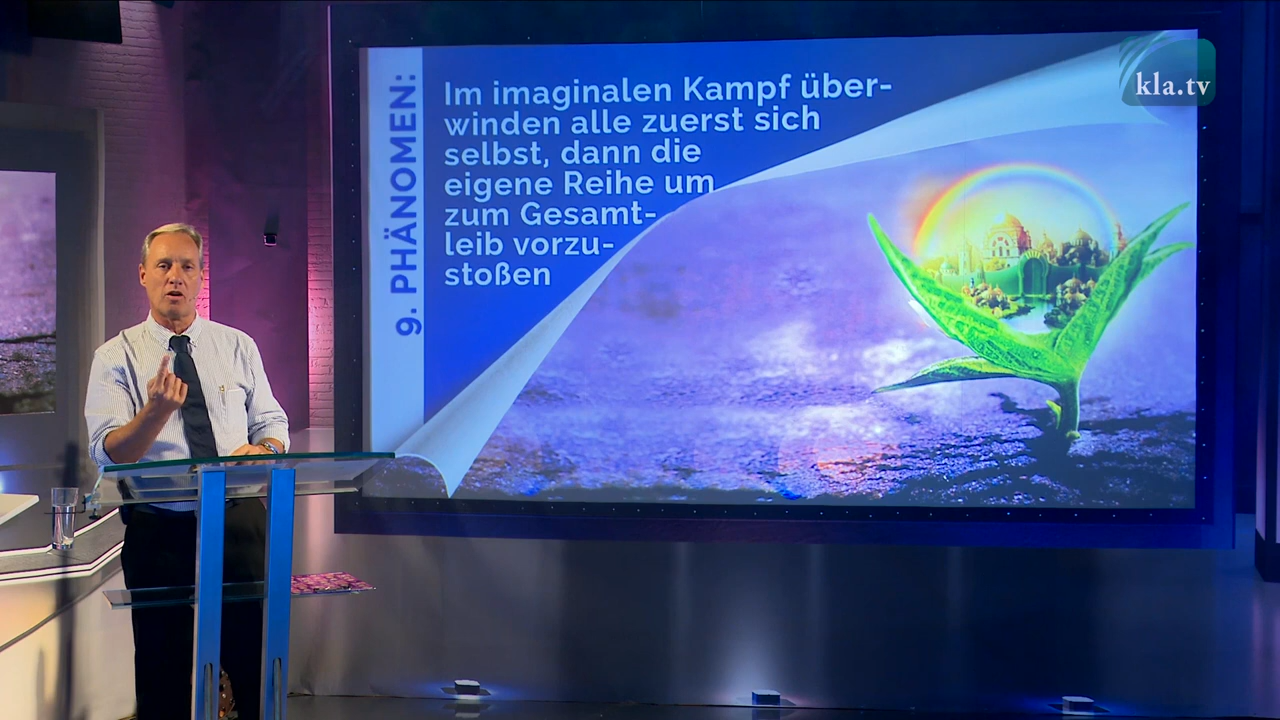 kla.tv
9. PHÄNOMEN:
Im imaginalen Kampf über-
winden alle zuerst sich
selbst, dann die
eigene Reihe um
zum Gesamt-
leib vorzu-
stoßen